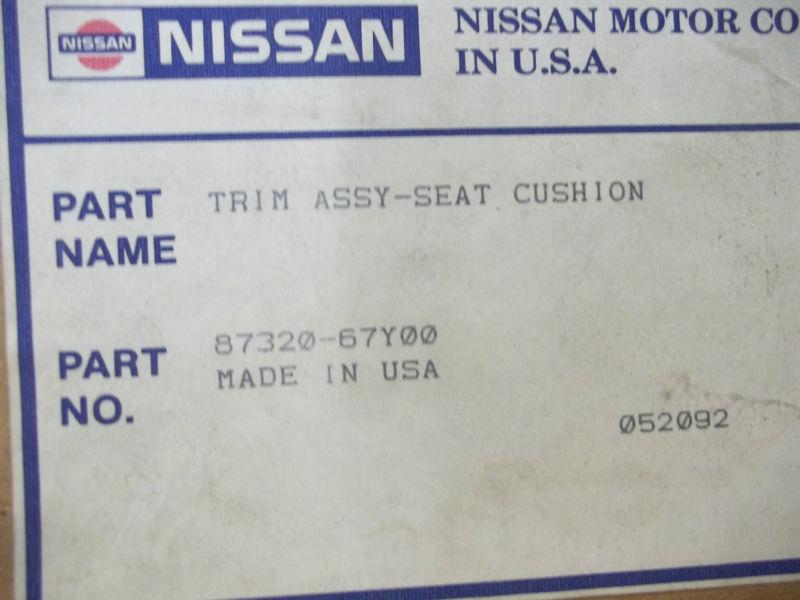 NISSAN NISSAN
NISSAN MOTOR CO
IN U.S.A.
PART NAME TRIM ASSY-SEAT CUSHION
PART NO. 87320-67Y00
MADE IN USA
052092